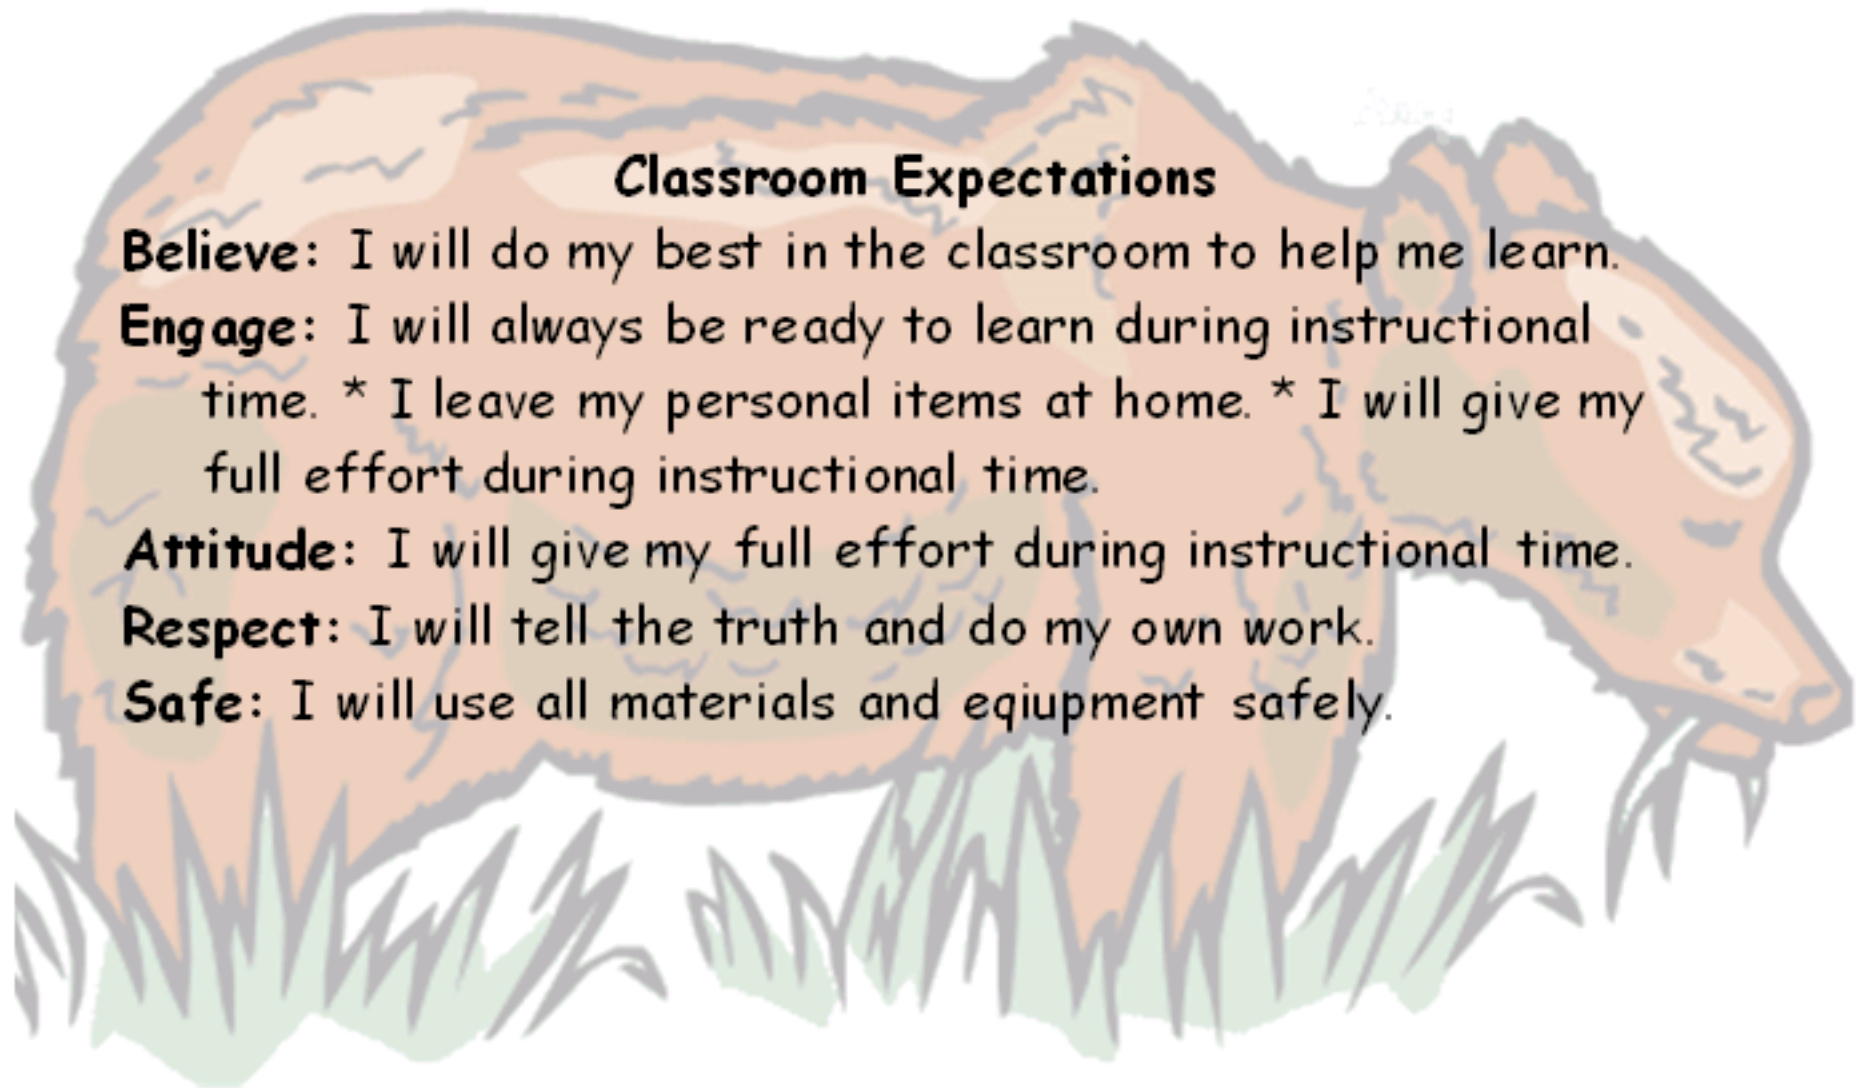 Classroom Expectations
Believe: I will do my best in the classroom to help me learn.
Engage: I will always be ready to learn during instructional
time. * I leave my personal items at home. * I will give my
full effort during instructional time.
Attitude: I will give my full effort during instructional time.
Respect: I will tell the truth and do my own work.
Safe: I will use all materials and eqiupment safely.